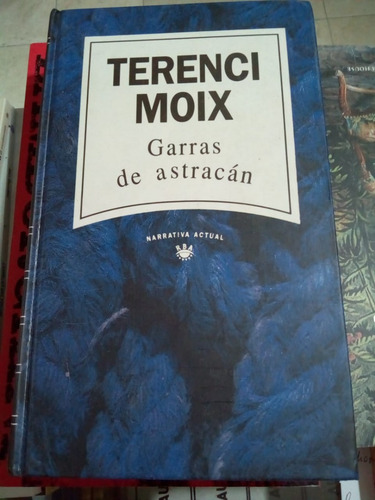 TERENCI
MOIX
Garras
de astracán
NARRATIVA ACTUAL
RBA